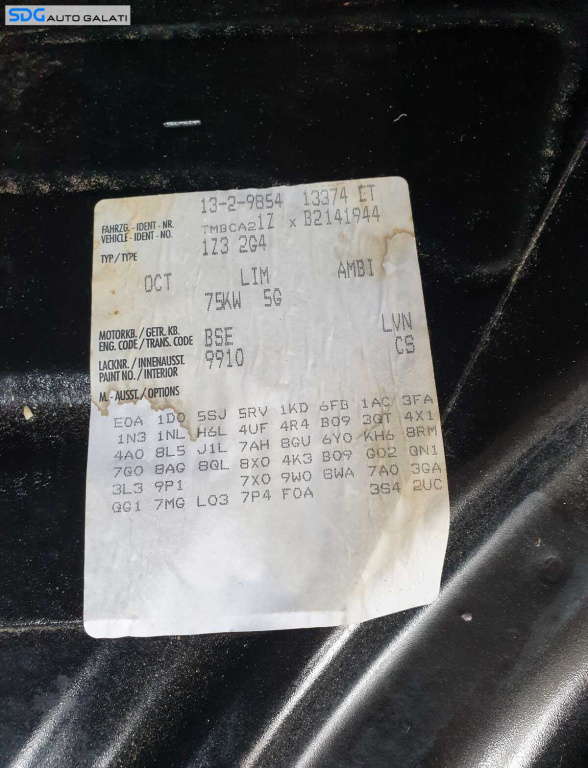 SDG AUTO GALATI
13-2-9854 13374 ET
FAHRZG. - IDENT - NR. TMBCA21Z x B2141944
VEHICLE - IDENT - NO.
TYP / TYPE 1Z3 2G4
OCT LIM AMBI
75KW 5G
MOTORKB. / GETR. KB. BSE LVN
ENG. CODE / TRANS. CODE
LACKNR. / INNENAUSST. 9910 CS
PAINT NO. / INTERIOR
M. - AUSST. / OPTIONS
E0A 1D0 5SJ 5RV 1KD 6FB 1AC 3FA
1N3 1NL H6L 4UF 4R4 B09 3QT 4X1
4A0 8L5 J1L 7AH 8GU 6Y0 KH6 8RM
7G0 8AG 8QL 8X0 4K3 B09 G02 QN1
3L3 9P1 7X0 9W0 8WA 7A0 3GA
QG1 7MG L03 7P4 F0A 3S4 2UC